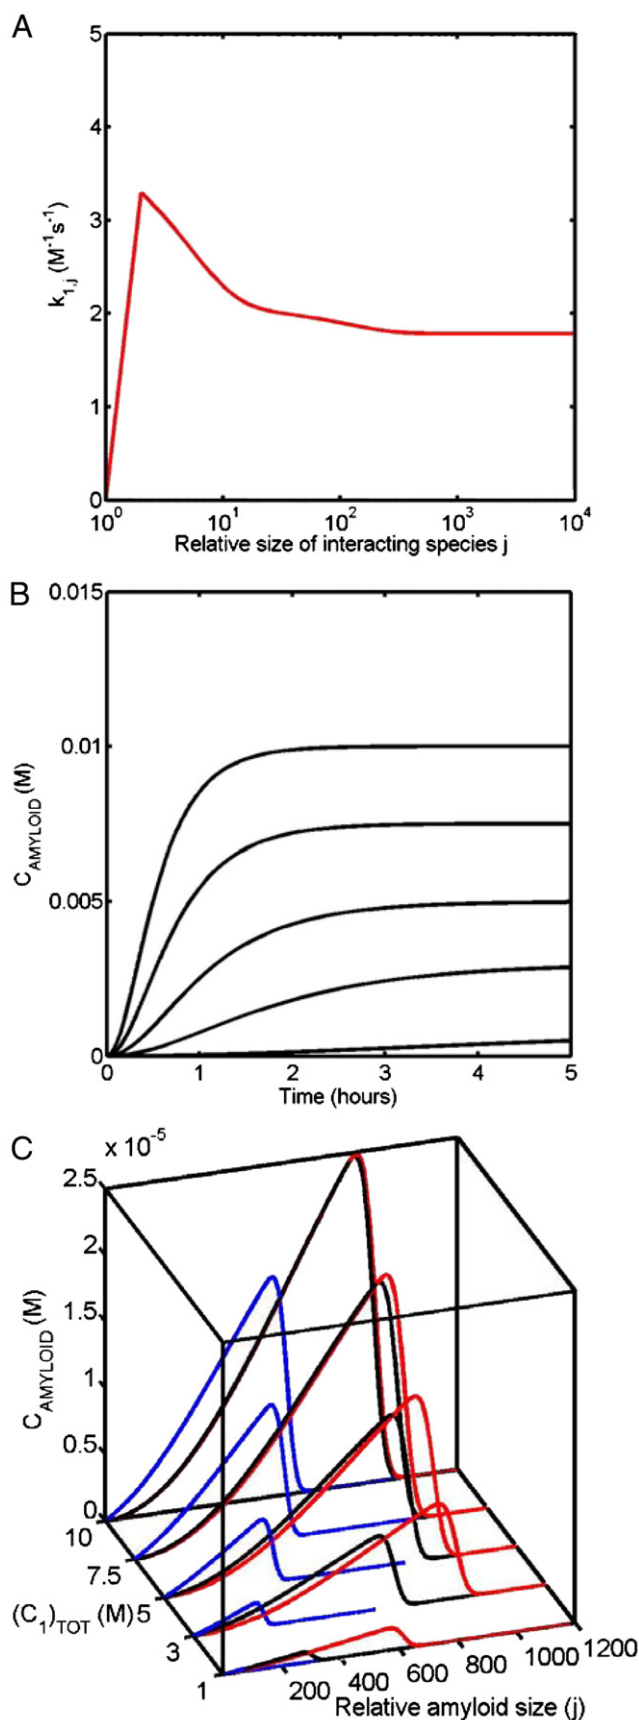 A
5
4
3
2
1
0
k1,j (M-1s-1)
10^0 10^1 10^2 10^3 10^4
Relative size of interacting species j
B
0.015
0.01
0.005
0
C AMYLOID (M)
0 1 2 3 4 5
Time (hours)
C
x 10^-5
2.5
2
1.5
1
0.5
0
C AMYLOID (M)
10
7.5
5
3
1
(C1)TOT (M)
200 400 600 800 1000 1200
Relative amyloid size (j)